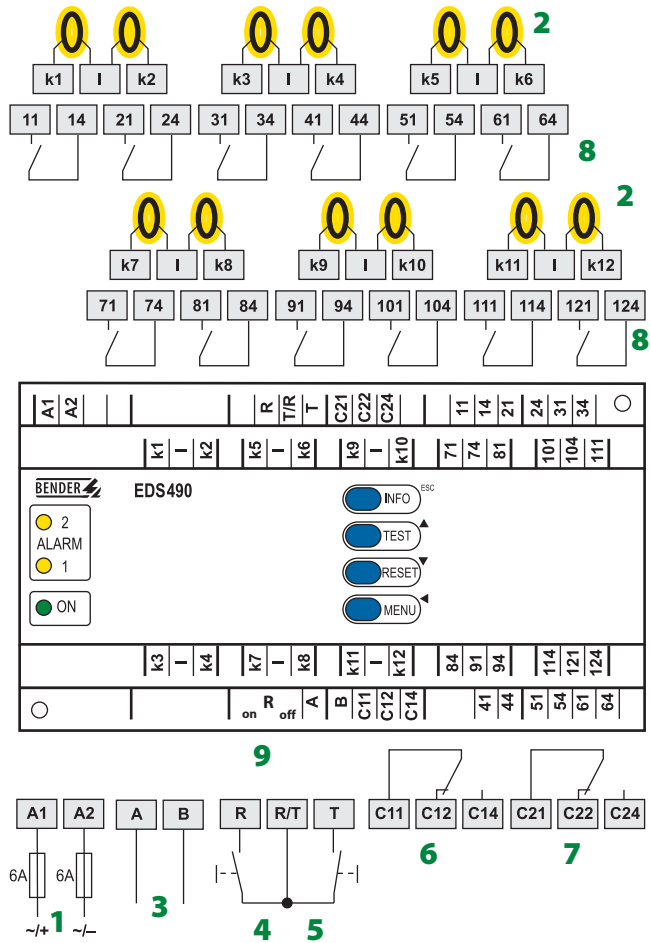 2
k1 I k2 k3 I k4 k5 I k6
11 14 21 24 31 34 41 44 51 54 61 64
8
2
k7 I k8 k9 I k10 k11 I k12
71 74 81 84 91 94 101 104 111 114 121 124
8
A1 A2 R T/R T C21 C22 C24 11 14 21 24 31 34
k1 I k2 k5 I k6 k9 I k10 71 74 81 101 104 111
BENDER EDS490
INFO ESC
2
TEST
ALARM
1
RESET
ON
MENU
k3 I k4 k7 I k8 k11 I k12 84 91 94 114 121 124
on R off A B C11 C12 C14 41 44 51 54 61 64
9
A1 A2 A B R R/T T C11 C12 C14 C21 C22 C24
6 7
6A 6A
1 3 4 5
~/+ ~/–